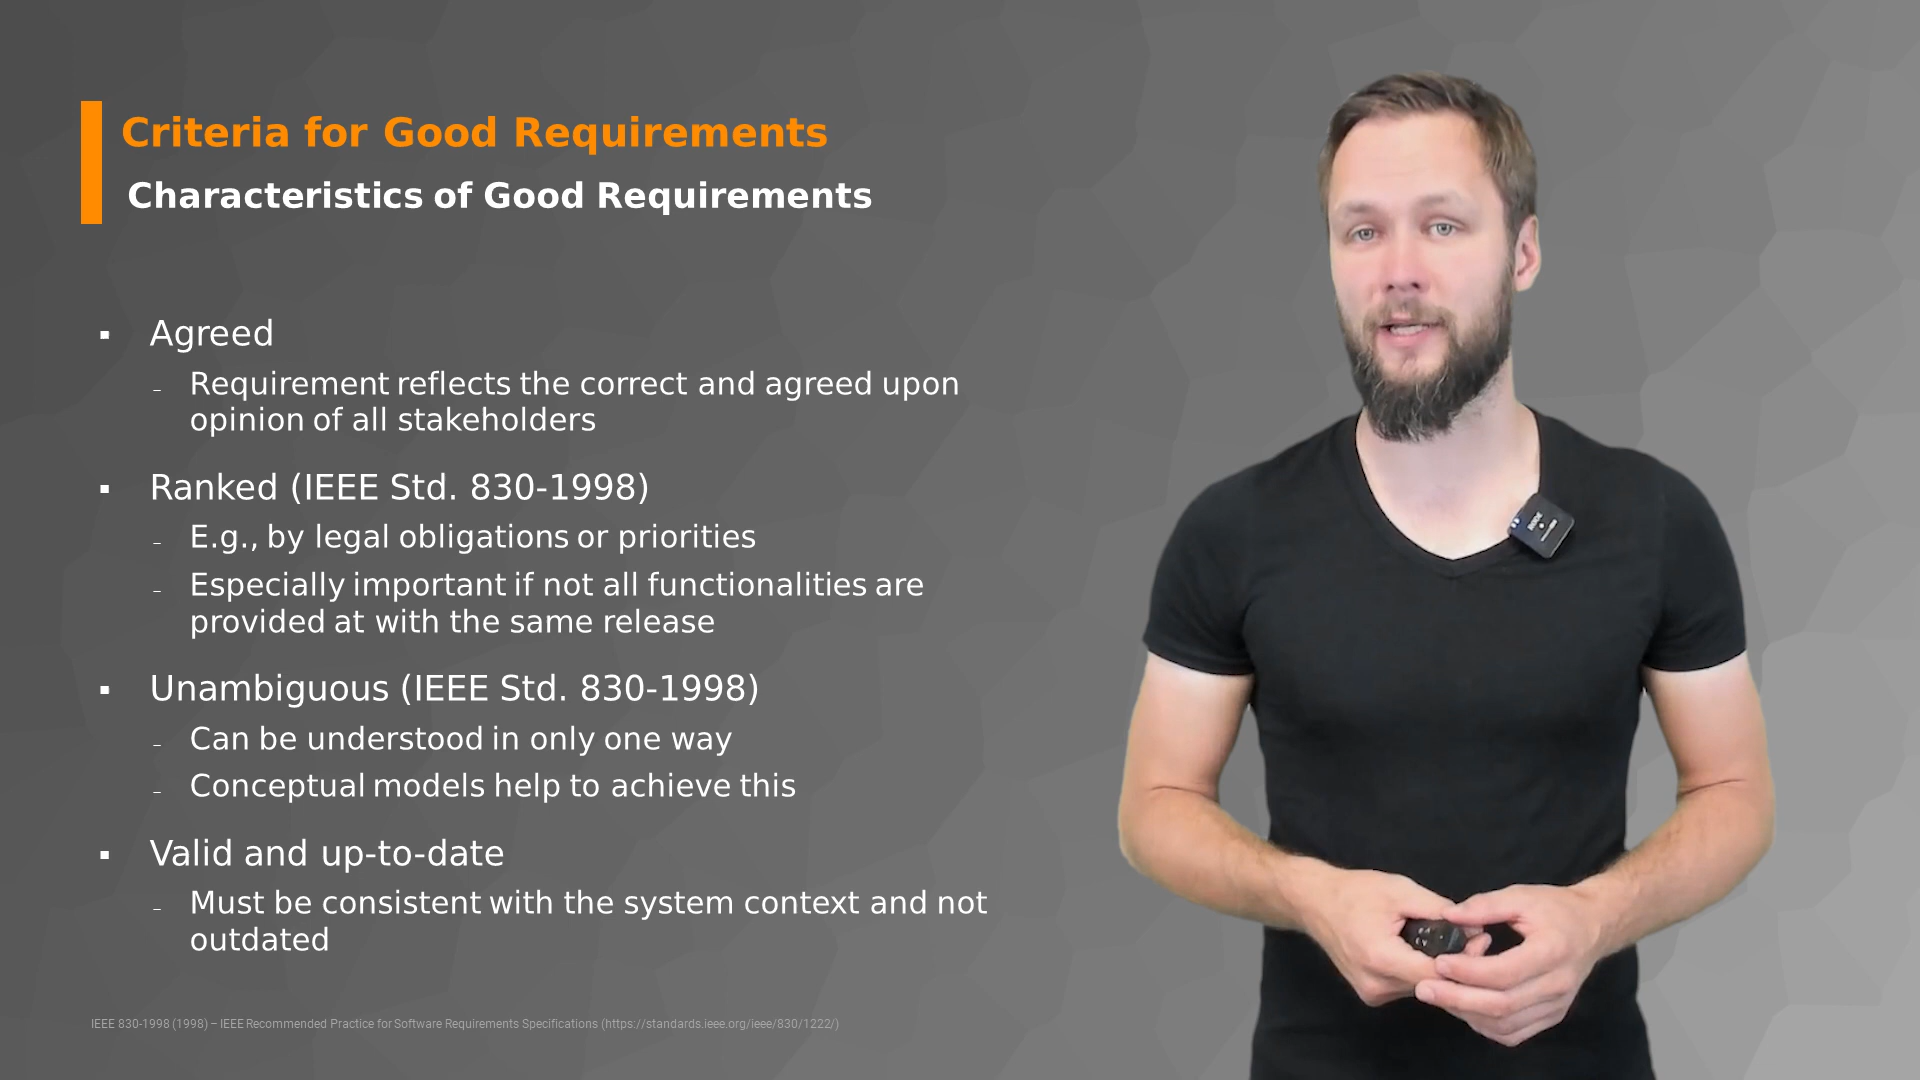 Criteria for Good Requirements
Characteristics of Good Requirements
▪ Agreed
– Requirement reflects the correct and agreed upon
opinion of all stakeholders
▪ Ranked (IEEE Std. 830-1998)
– E.g., by legal obligations or priorities
– Especially important if not all functionalities are
provided at with the same release
▪ Unambiguous (IEEE Std. 830-1998)
– Can be understood in only one way
– Conceptual models help to achieve this
▪ Valid and up-to-date
– Must be consistent with the system context and not
outdated
IEEE 830-1998 (1998) – IEEE Recommended Practice for Software Requirements Specifications (https://standards.ieee.org/ieee/830/1222/)